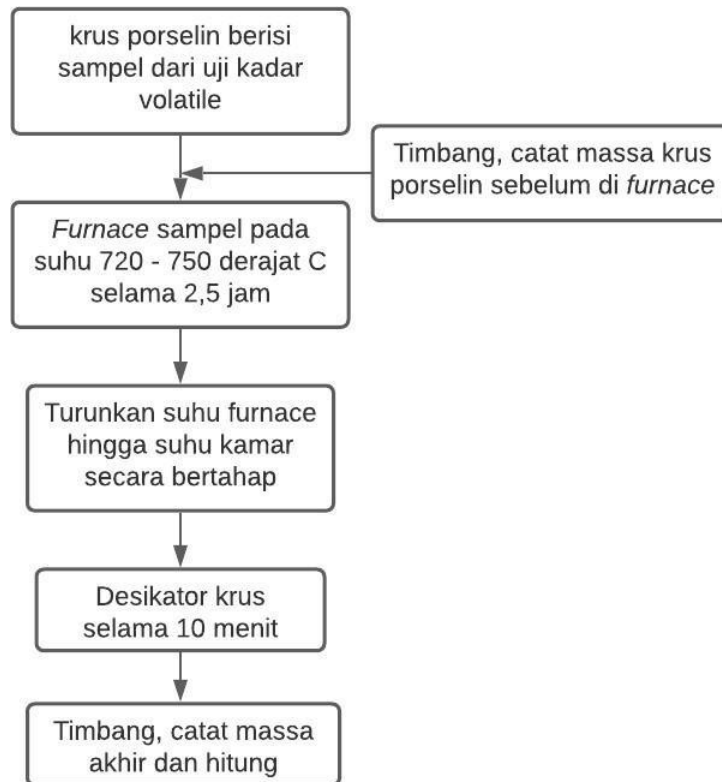 krus porselin berisi
sampel dari uji kadar
volatile
Timbang, catat massa krus
porselin sebelum di furnace
Furnace sampel pada
suhu 720 - 750 derajat C
selama 2,5 jam
Turunkan suhu furnace
hingga suhu kamar
secara bertahap
Desikator krus
selama 10 menit
Timbang, catat massa
akhir dan hitung